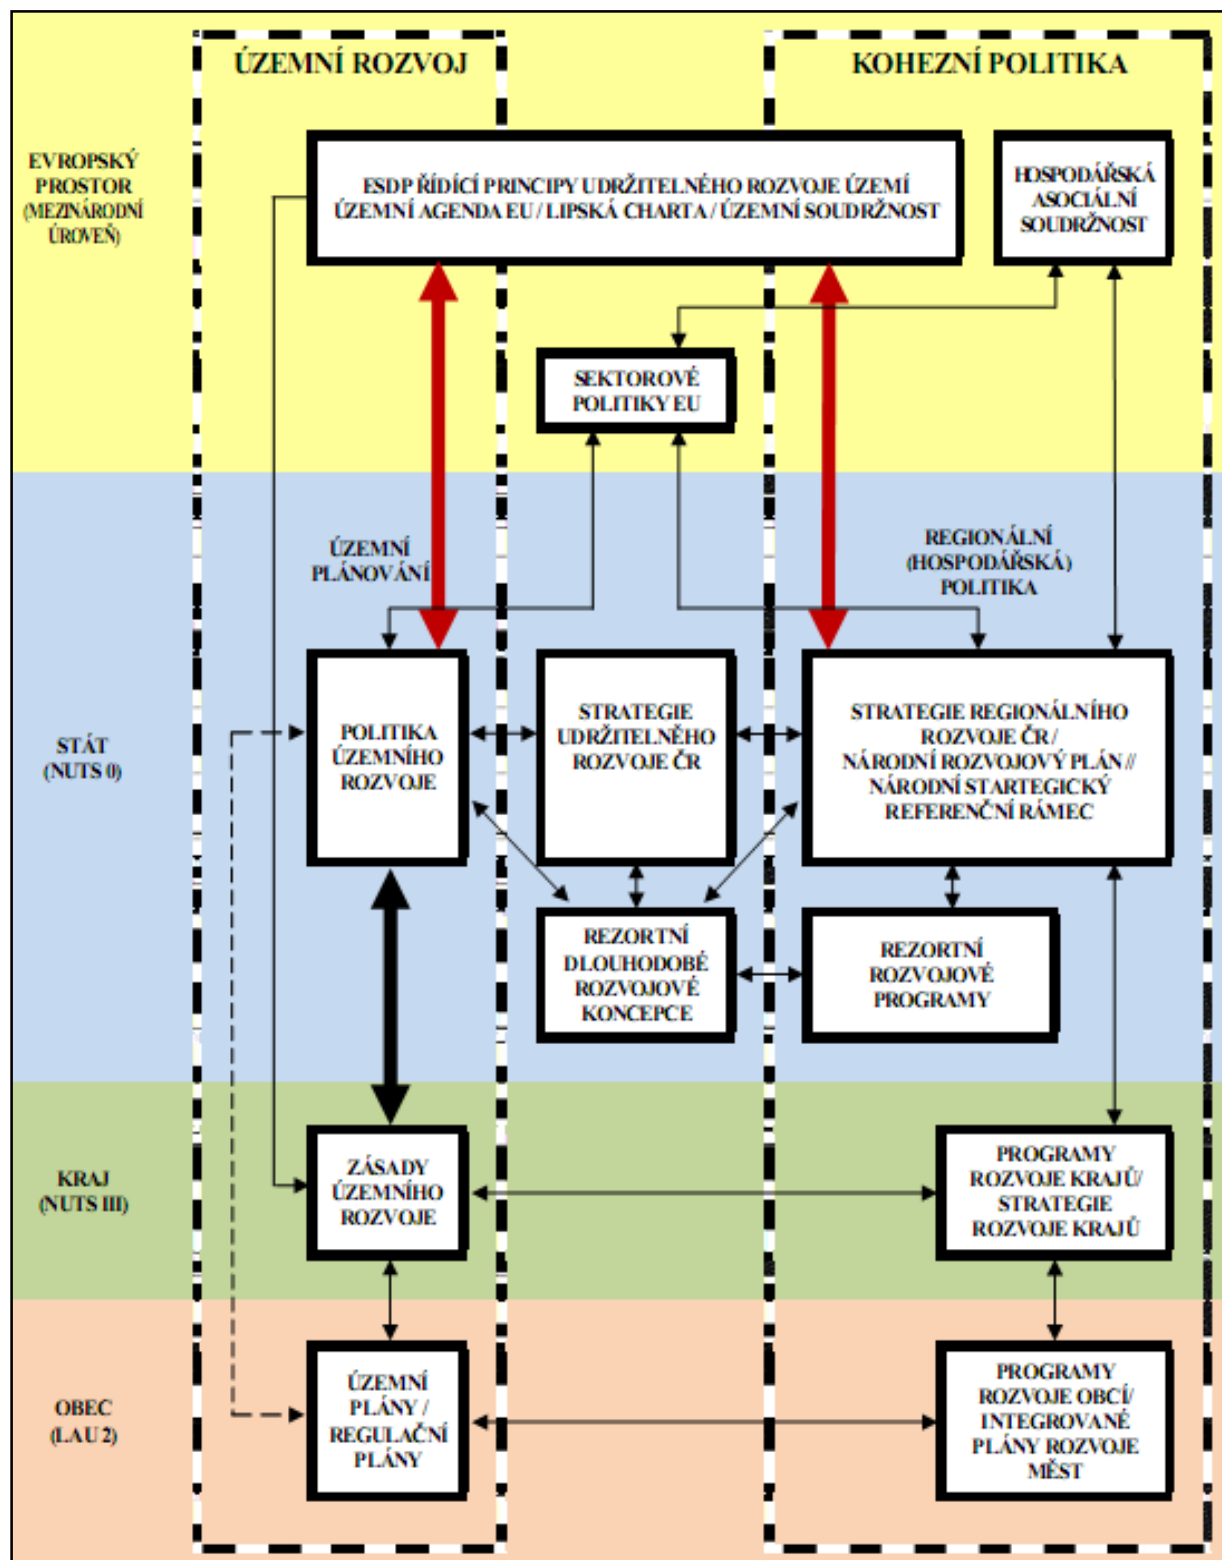 ÚZEMNÍ ROZVOJ
KOHEZNÍ POLITIKA
EVROPSKÝ
PROSTOR
(MEZINÁRODNÍ
ÚROVEŇ)
ESDP ŘÍDÍCÍ PRINCIPY UDRŽITELNÉHO ROZVOJE ÚZEMÍ
ÚZEMNÍ AGENDA EU / LIPSKÁ CHARTA / ÚZEMNÍ SOUDRŽNOST
HOSPODÁŘSKÁ
ASOCIÁLNÍ
SOUDRŽNOST
SEKTOROVÉ
POLITIKY EU
ÚZEMNÍ
PLÁNOVÁNÍ
REGIONÁLNÍ
(HOSPODÁŘSKÁ)
POLITIKA
STÁT
(NUTS 0)
POLITIKA
ÚZEMNÍHO
ROZVOJE
STRATEGIE
UDRŽITELNÉHO
ROZVOJE ČR
STRATEGIE REGIONÁLNÍHO
ROZVOJE ČR /
NÁRODNÍ ROZVOJOVÝ PLÁN //
NÁRODNÍ STARTEGICKÝ
REFERENČNÍ RÁMEC
REZORTNÍ
DLOUHODOBÉ
ROZVOJOVÉ
KONCEPCE
REZORTNÍ
ROZVOJOVÉ
PROGRAMY
KRAJ
(NUTS III)
ZÁSADY
ÚZEMNÍHO
ROZVOJE
PROGRAMY
ROZVOJE KRAJŮ/
STRATEGIE
ROZVOJE KRAJŮ
OBEC
(LAU 2)
ÚZEMNÍ
PLÁNY /
REGULAČNÍ
PLÁNY
PROGRAMY
ROZVOJE OBCÍ/
INTEGROVANÉ
PLÁNY ROZVOJE
MĚST